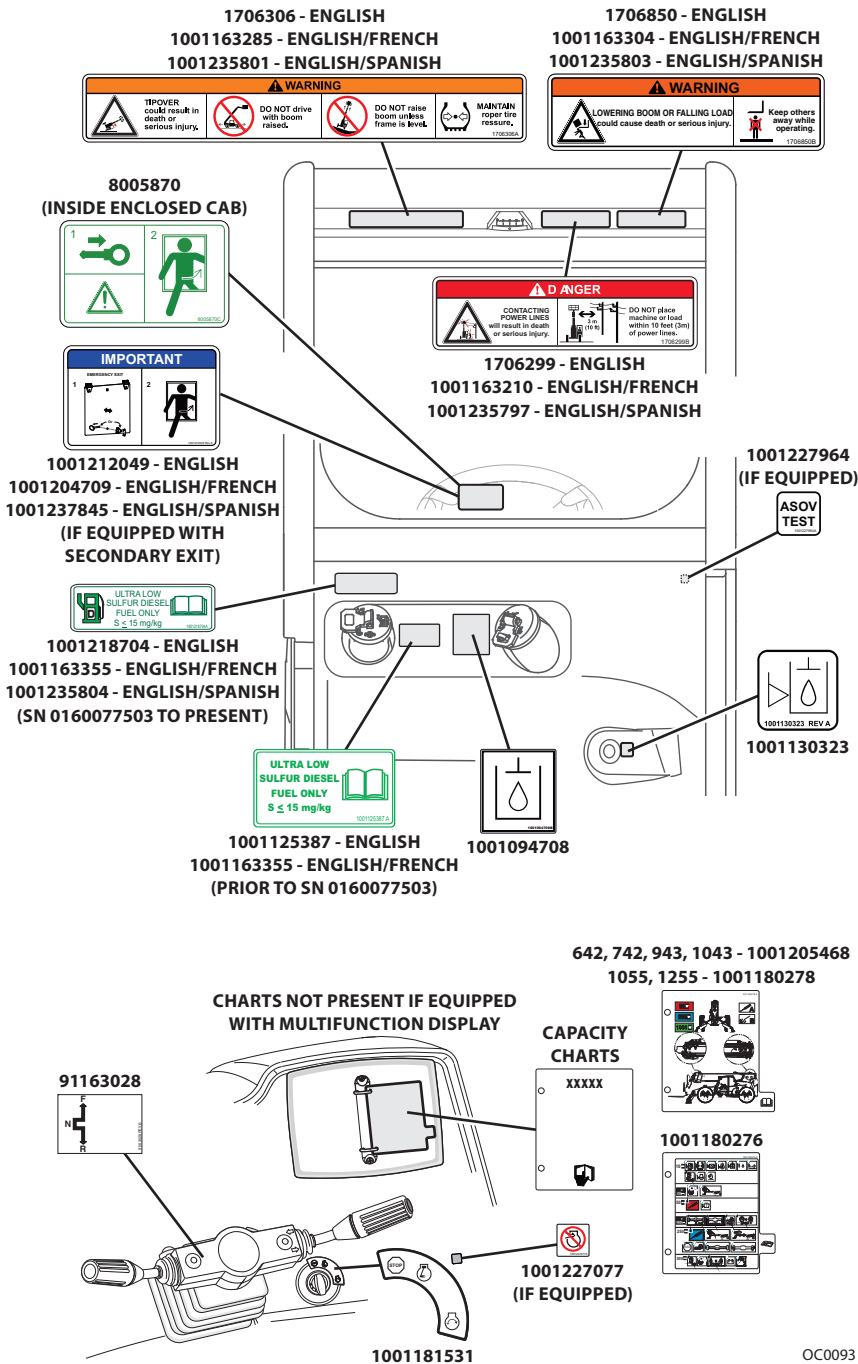 1706306 - ENGLISH
1001163285 - ENGLISH/FRENCH
1001235801 - ENGLISH/SPANISH
WARNING
TIPOVER
could result in
death or
serious injury.
DO NOT drive
with boom
raised.
DO NOT raise
boom unless
frame is level.
MAINTAIN
roper tire
ressure.
1706306A
1706850 - ENGLISH
1001163304 - ENGLISH/FRENCH
1001235803 - ENGLISH/SPANISH
WARNING
LOWERING BOOM OR FALLING LOAD
could cause death or serious injury.
Keep others
away while
operating.
1706850B
8005870
(INSIDE ENCLOSED CAB)
1
2
8005870C
D ANGER
CONTACTING
POWER LINES
will result in death
or serious injury.
3 m
(10 ft)
DO NOT place
machine or load
within 10 feet (3m)
of power lines.
1706299B
1706299 - ENGLISH
1001163210 - ENGLISH/FRENCH
1001235797 - ENGLISH/SPANISH
IMPORTANT
EMERGENCY EXIT
1
2
1001212049 - ENGLISH
1001204709 - ENGLISH/FRENCH
1001237845 - ENGLISH/SPANISH
(IF EQUIPPED WITH
SECONDARY EXIT)
1001227964
(IF EQUIPPED)
ASOV
TEST
ULTRA LOW
SULFUR DIESEL
FUEL ONLY
S ≤ 15 mg/kg
1001218704 - ENGLISH
1001163355 - ENGLISH/FRENCH
1001235804 - ENGLISH/SPANISH
(SN 0160077503 TO PRESENT)
1001130323 REV A
1001130323
ULTRA LOW
SULFUR DIESEL
FUEL ONLY
S ≤ 15 mg/kg
1001125387 A
1001125387 - ENGLISH
1001163355 - ENGLISH/FRENCH
(PRIOR TO SN 0160077503)
1001094708
642, 742, 943, 1043 - 1001205468
1055, 1255 - 1001180278
CHARTS NOT PRESENT IF EQUIPPED
WITH MULTIFUNCTION DISPLAY
CAPACITY
CHARTS
XXXXX
91163028
F
N
R
1001180276
STOP
1001227077
(IF EQUIPPED)
1001181531
OC0093